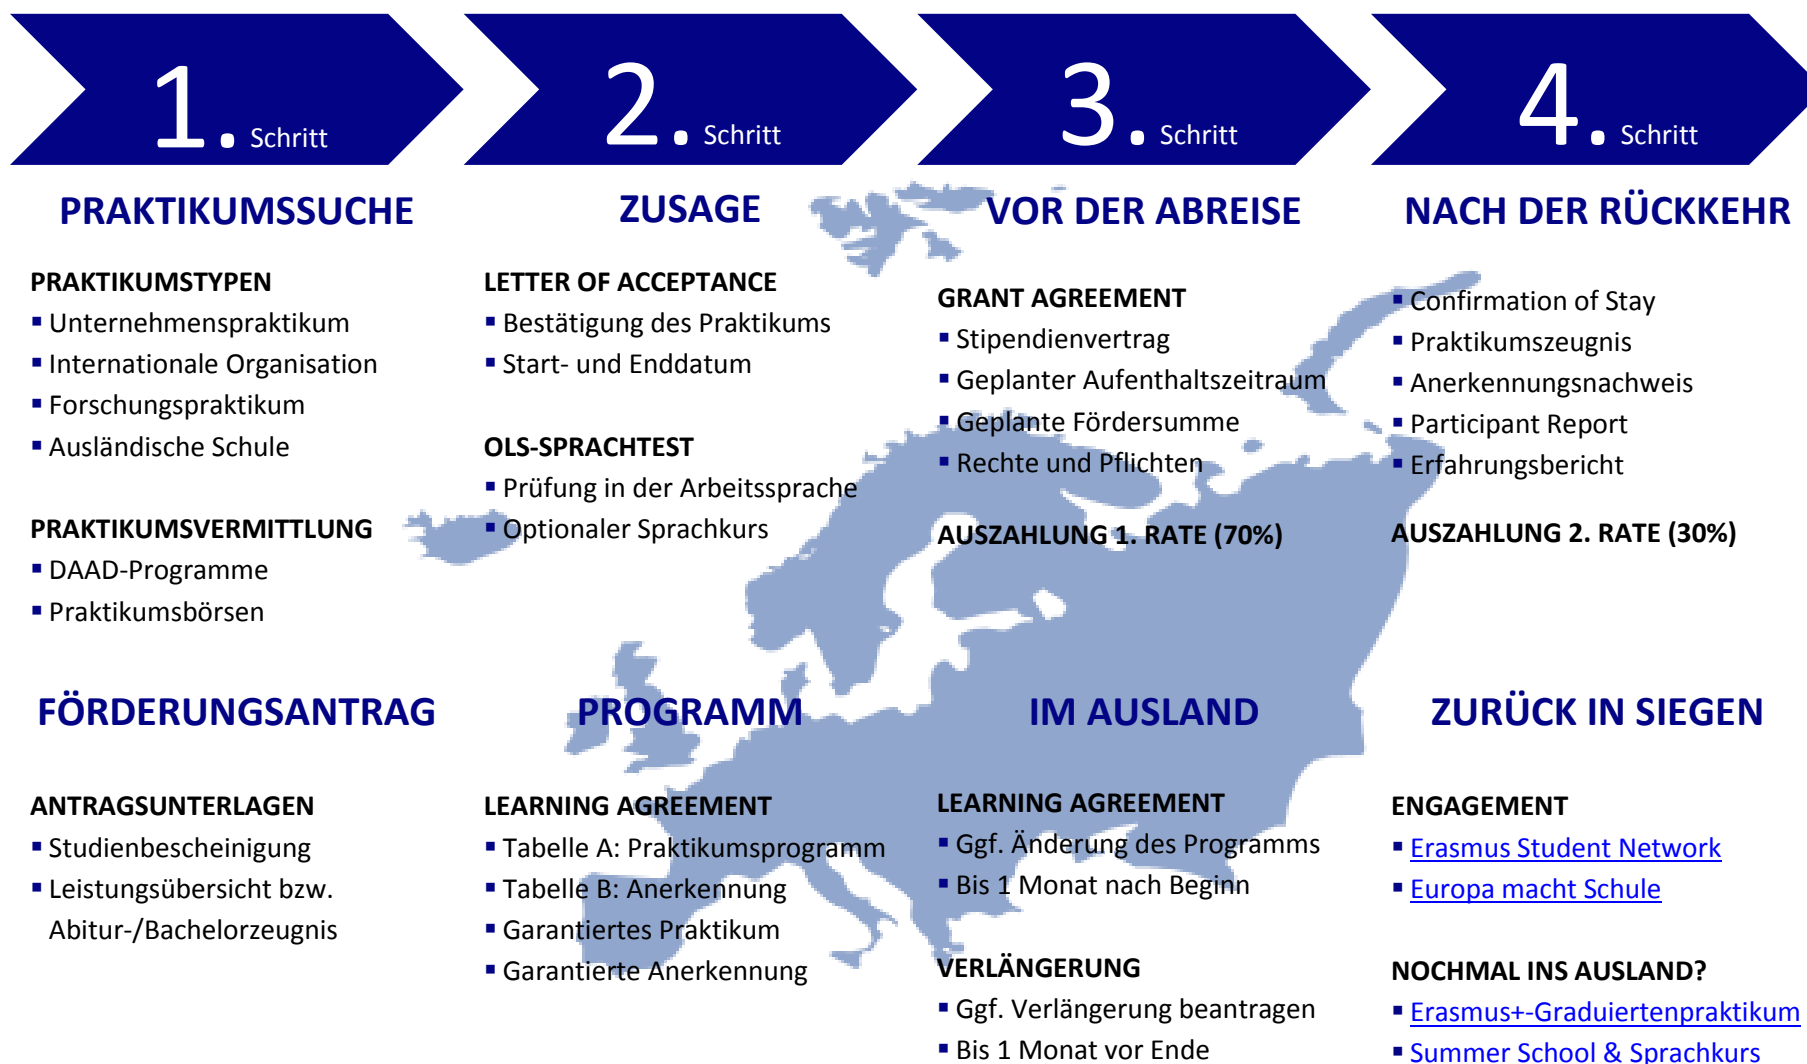 1. Schritt
2. Schritt
3. Schritt
4. Schritt
PRAKTIKUMSSUCHE
PRAKTIKUMSTYPEN
▪ Unternehmenspraktikum
▪ Internationale Organisation
▪ Forschungspraktikum
▪ Ausländische Schule
PRAKTIKUMSVERMITTLUNG
▪ DAAD-Programme
▪ Praktikumsbörsen
FÖRDERUNGSANTRAG
ANTRAGSUNTERLAGEN
▪ Studienbescheinigung
▪ Leistungsübersicht bzw.
Abitur-/Bachelorzeugnis
ZUSAGE
LETTER OF ACCEPTANCE
▪ Bestätigung des Praktikums
▪ Start- und Enddatum
OLS-SPRACHTEST
▪ Prüfung in der Arbeitssprache
▪ Optionaler Sprachkurs
PROGRAMM
LEARNING AGREEMENT
▪ Tabelle A: Praktikumsprogramm
▪ Tabelle B: Anerkennung
▪ Garantiertes Praktikum
▪ Garantierte Anerkennung
VOR DER ABREISE
GRANT AGREEMENT
▪ Stipendienvertrag
▪ Geplanter Aufenthaltszeitraum
▪ Geplante Fördersumme
▪ Rechte und Pflichten
AUSZAHLUNG 1. RATE (70%)
IM AUSLAND
LEARNING AGREEMENT
▪ Ggf. Änderung des Programms
▪ Bis 1 Monat nach Beginn
VERLÄNGERUNG
▪ Ggf. Verlängerung beantragen
▪ Bis 1 Monat vor Ende
NACH DER RÜCKKEHR
▪ Confirmation of Stay
▪ Praktikumszeugnis
▪ Anerkennungsnachweis
▪ Participant Report
▪ Erfahrungsbericht
AUSZAHLUNG 2. RATE (30%)
ZURÜCK IN SIEGEN
ENGAGEMENT
▪ Erasmus Student Network
▪ Europa macht Schule
NOCHMAL INS AUSLAND?
▪ Erasmus+-Graduiertenpraktikum
▪ Summer School & Sprachkurs